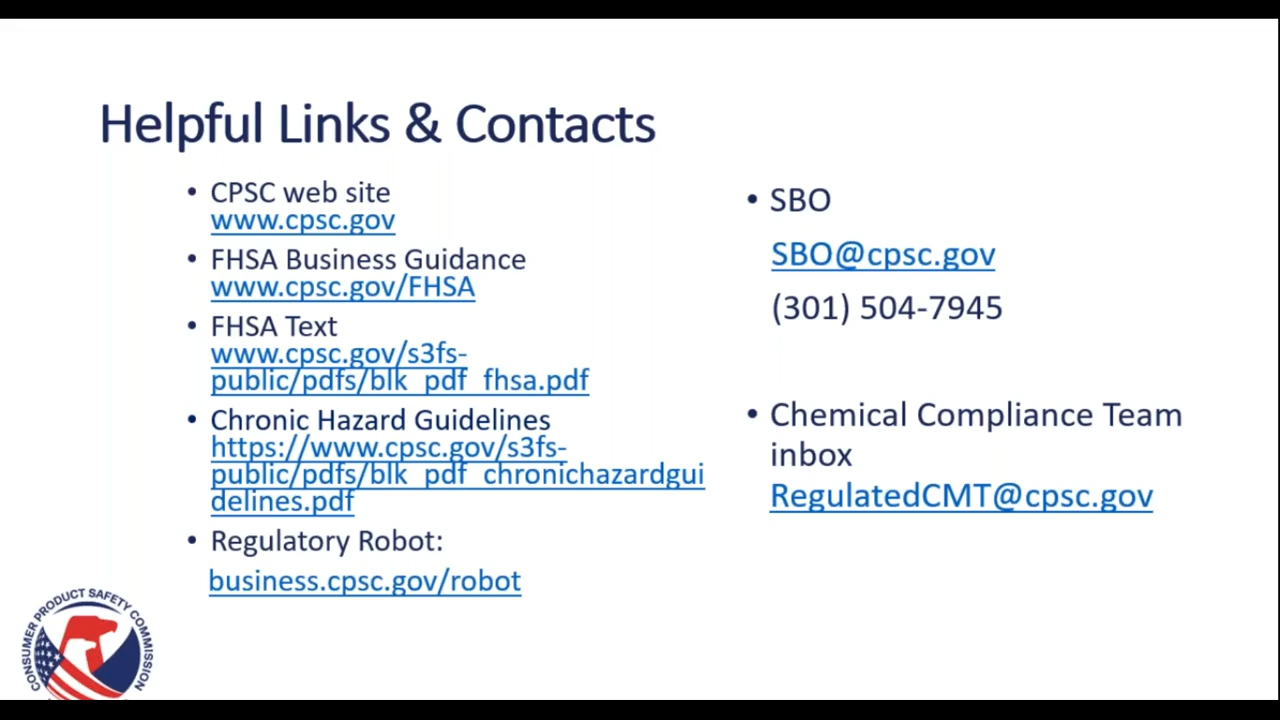 Helpful Links & Contacts
• CPSC web site
www.cpsc.gov
• FHSA Business Guidance
www.cpsc.gov/FHSA
• FHSA Text
www.cpsc.gov/s3fs-
public/pdfs/blk_pdf_fhsa.pdf
• Chronic Hazard Guidelines
https://www.cpsc.gov/s3fs-
public/pdfs/blk_pdf_chronichazardgui
delines.pdf
• Regulatory Robot:
business.cpsc.gov/robot
• SBO
SBO@cpsc.gov
(301) 504-7945
• Chemical Compliance Team
inbox
RegulatedCMT@cpsc.gov
CONSUMER PRODUCT SAFETY COMMISSION